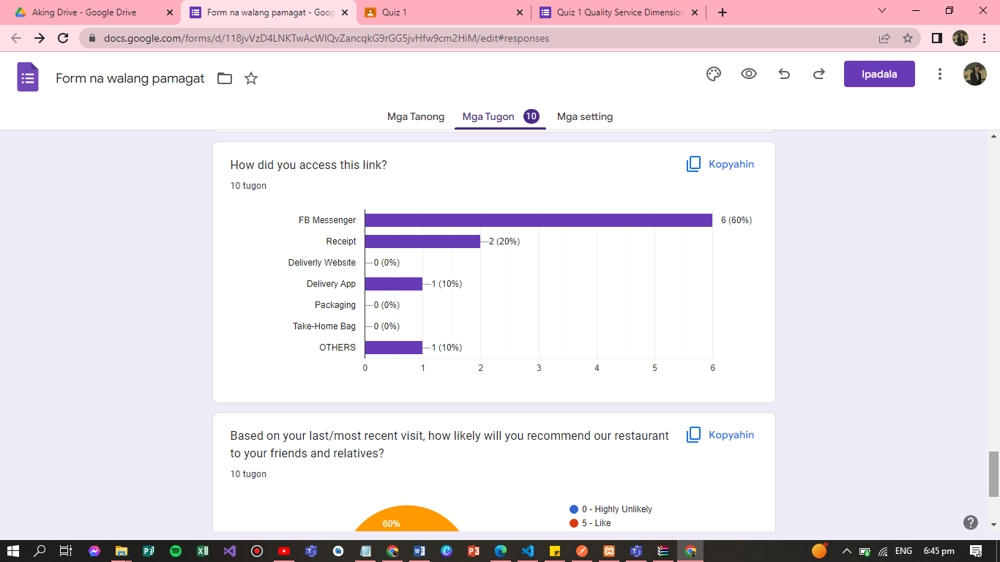 Aking Drive - Google Drive
Form na walang pamagat - Goog
Quiz 1
Quiz 1 Quality Service Dimension
docs.google.com/forms/d/118jvVzD4LNKTwAcWlQvZancqkG9rGG5jvHfw9cm2HiM/edit#responses
Form na walang pamagat
Ipadala
Mga Tanong
Mga Tugon 10
Mga setting
How did you access this link?
Kopyahin
10 tugon
FB Messenger 6 (60%)
Receipt 2 (20%)
Deliverly Website 0 (0%)
Delivery App 1 (10%)
Packaging 0 (0%)
Take-Home Bag 0 (0%)
OTHERS 1 (10%)
0 1 2 3 4 5 6
Based on your last/most recent visit, how likely will you recommend our restaurant
to your friends and relatives?
Kopyahin
10 tugon
60%
0 - Highly Unlikely
5 - Like
ENG 6:45 pm